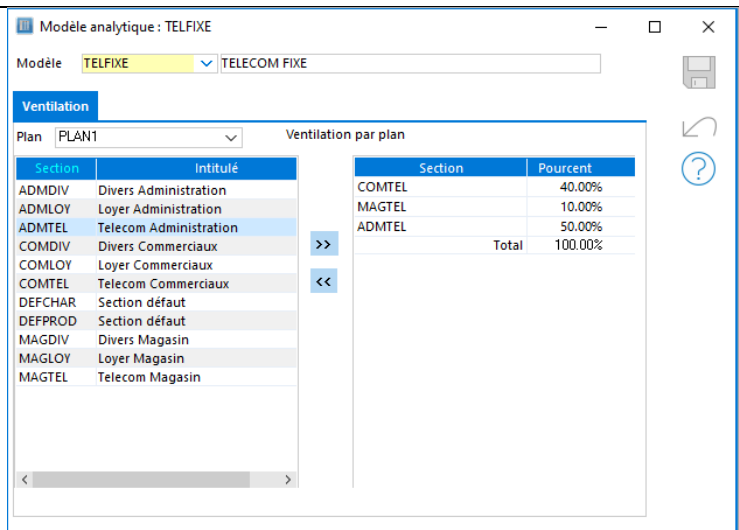 Modèle analytique : TELFIXE
Modèle TELFIXE TELECOM FIXE
Ventilation
Plan PLAN1 Ventilation par plan
Section Intitulé
ADMDIV Divers Administration
ADMLOY Loyer Administration
ADMTEL Telecom Administration
COMDIV Divers Commerciaux
COMLOY Loyer Commerciaux
COMTEL Telecom Commerciaux
DEFCHAR Section défaut
DEFPROD Section défaut
MAGDIV Divers Magasin
MAGLOY Loyer Magasin
MAGTEL Telecom Magasin
>>
<<
Section Pourcent
COMTEL 40.00%
MAGTEL 10.00%
ADMTEL 50.00%
Total 100.00%
?